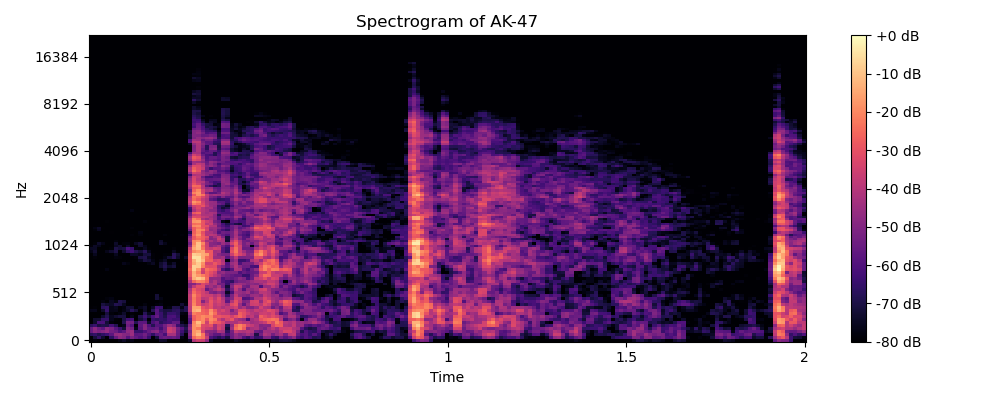 Spectrogram of AK-47
16384
8192
4096
2048
1024
512
0
Hz
0
0.5
1
1.5
2
Time
+0 dB
-10 dB
-20 dB
-30 dB
-40 dB
-50 dB
-60 dB
-70 dB
-80 dB